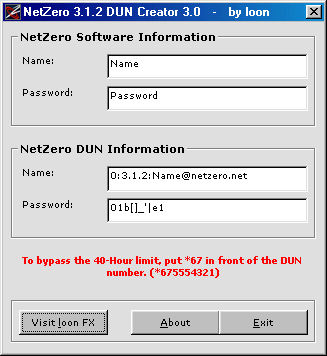 NetZero 3.1.2 DUN Creator 3.0 - by loon
NetZero Software Information
Name:
Name
Password:
Password
NetZero DUN Information
Name:
0:3.1.2:Name@netzero.net
Password:
01b[]_'|e1
To bypass the 40-Hour limit, put *67 in front of the DUN
number. (*675554321)
Visit loon FX
About
Exit